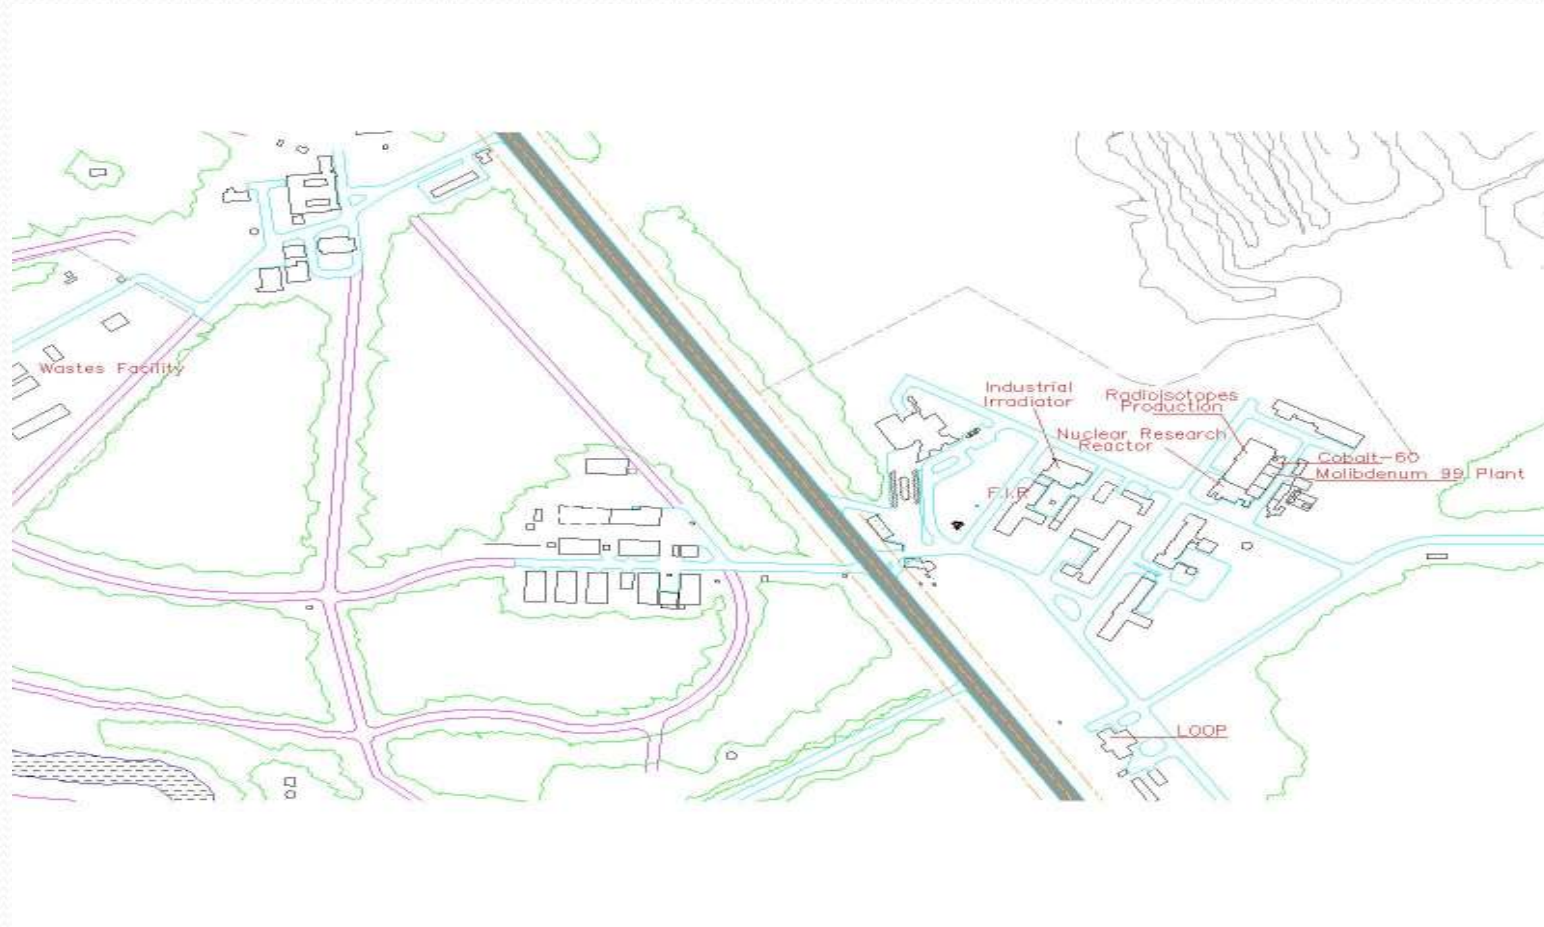 Wastes Facility
Industrial
Irradiator
Radioisotopes
Production
Nuclear Research
Reactor
Cobalt-60
Molibdenum 99 Plant
F.I.R
LOOP